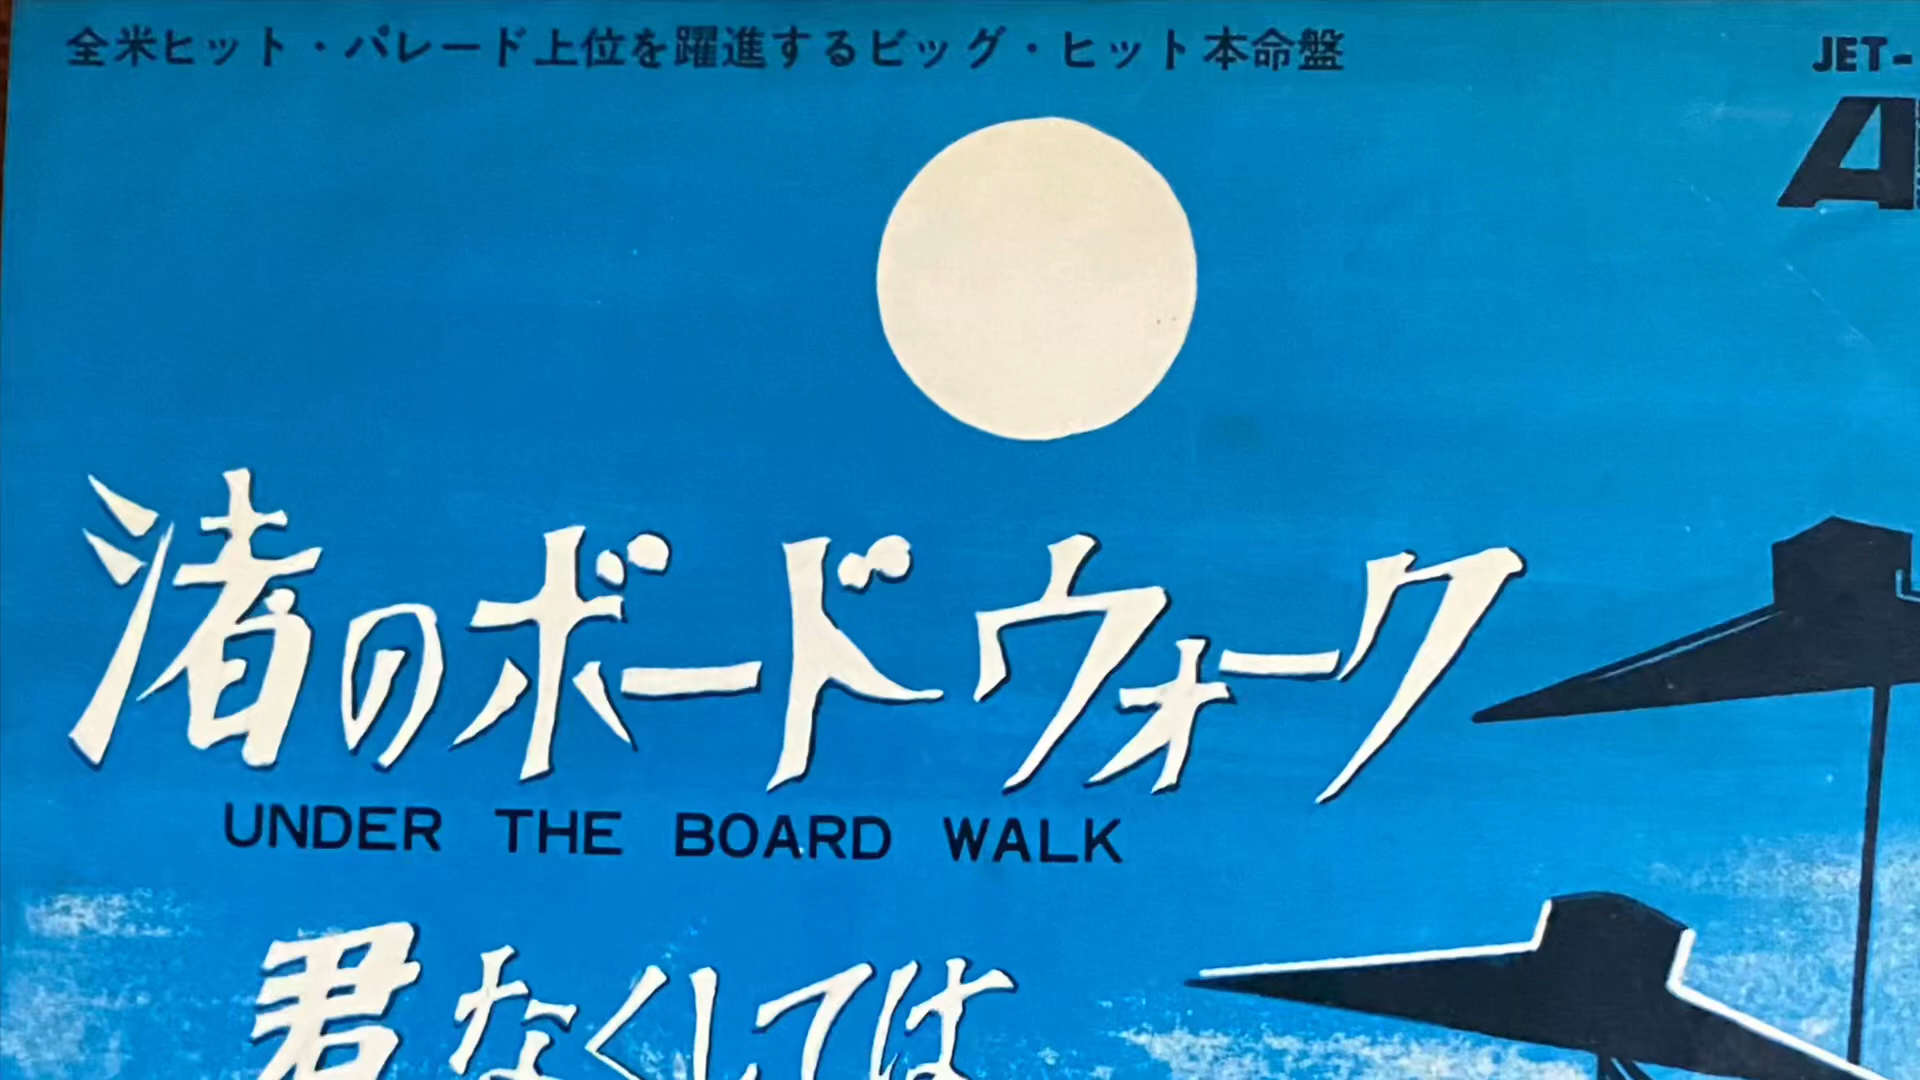 全米ヒット・パレード上位を躍進するビッグ・ヒット本命盤
JET-
渚のボードウォーク
UNDER THE BOARD WALK
君なくしては